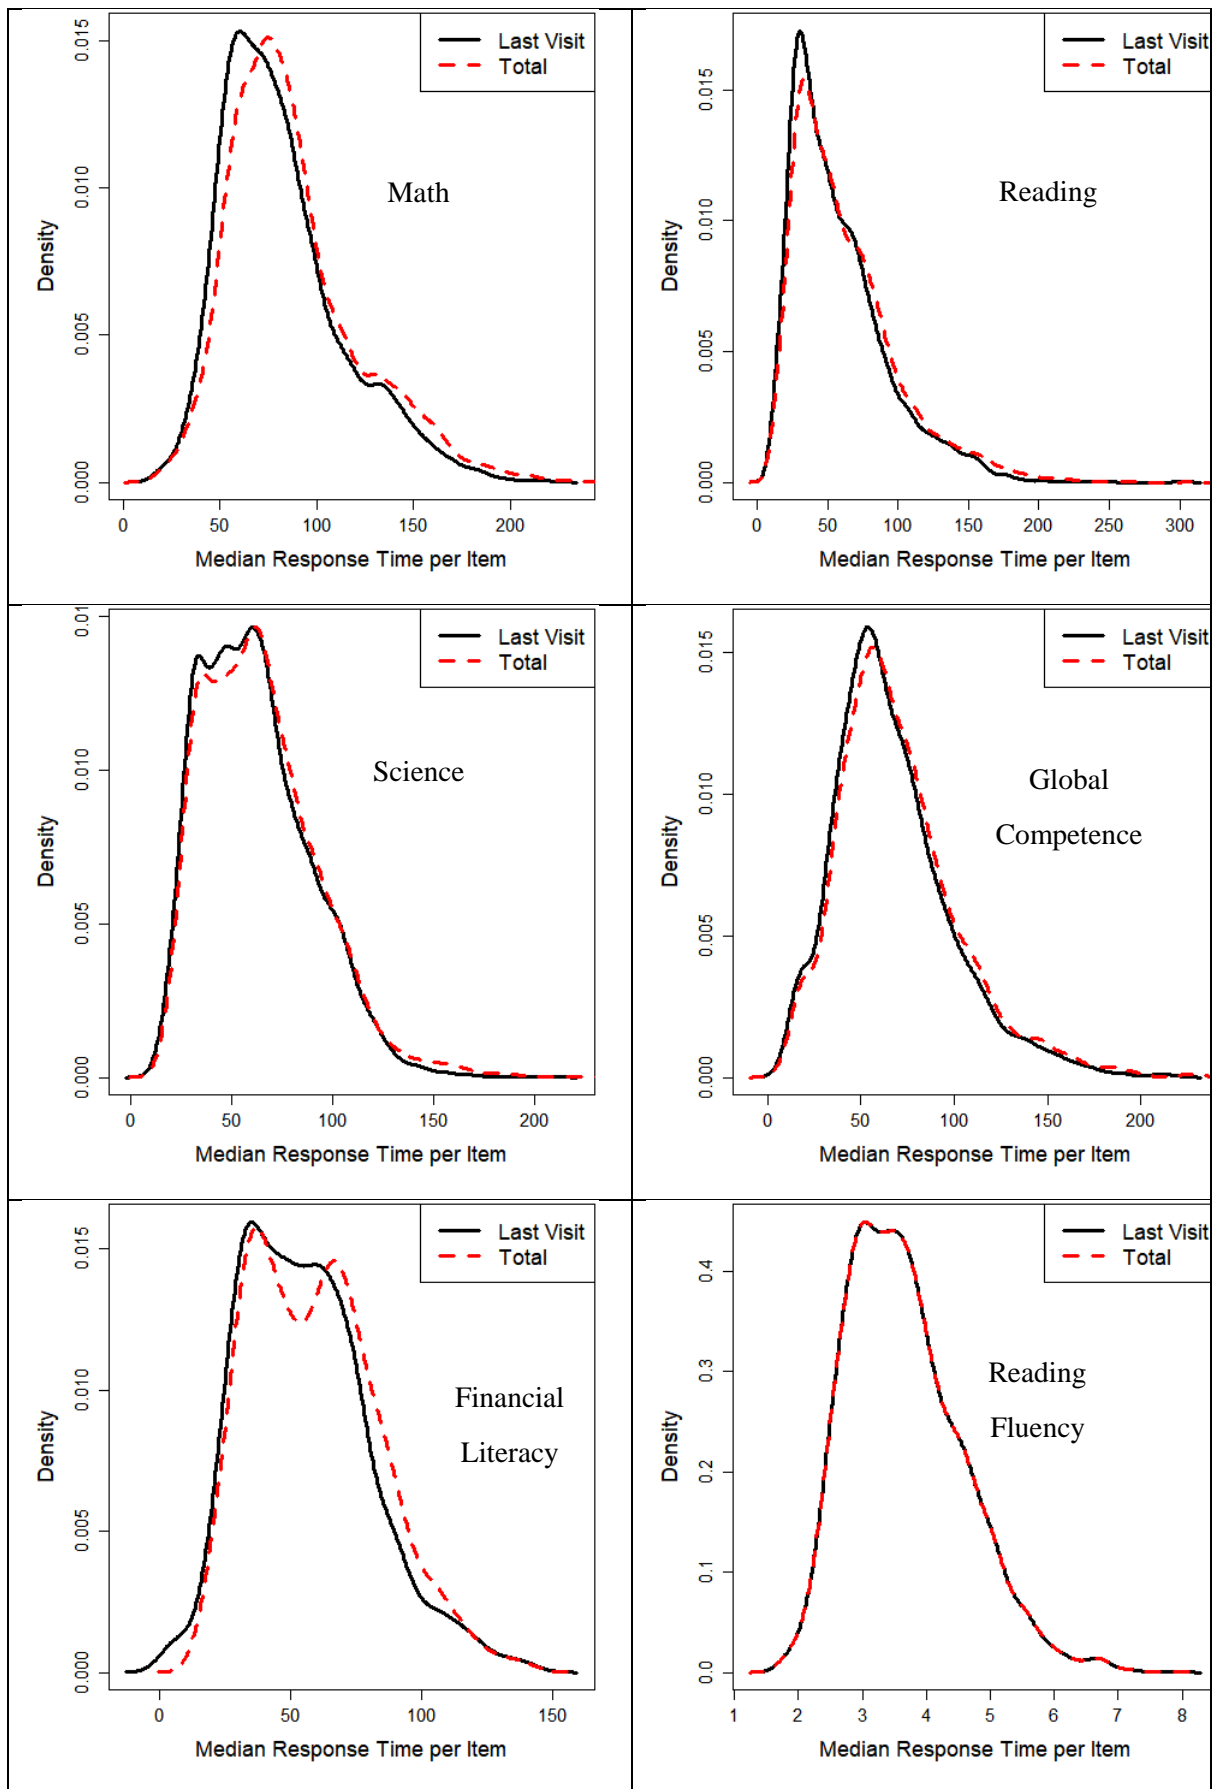 Last Visit
Total
Math
Density
0.000
0.005
0.010
0.015
0
50
100
150
200
Median Response Time per Item
Last Visit
Total
Reading
Density
0.000
0.005
0.010
0.015
0
50
100
150
200
250
300
Median Response Time per Item
Last Visit
Total
Science
Density
0.000
0.005
0.010
0.01
0
50
100
150
200
Median Response Time per Item
Last Visit
Total
Global
Competence
Density
0.000
0.005
0.010
0.015
0
50
100
150
200
Median Response Time per Item
Last Visit
Total
Financial
Literacy
Density
0.000
0.005
0.010
0.015
0
50
100
150
Median Response Time per Item
Last Visit
Total
Reading
Fluency
Density
0.0
0.1
0.2
0.3
0.4
1
2
3
4
5
6
7
8
Median Response Time per Item